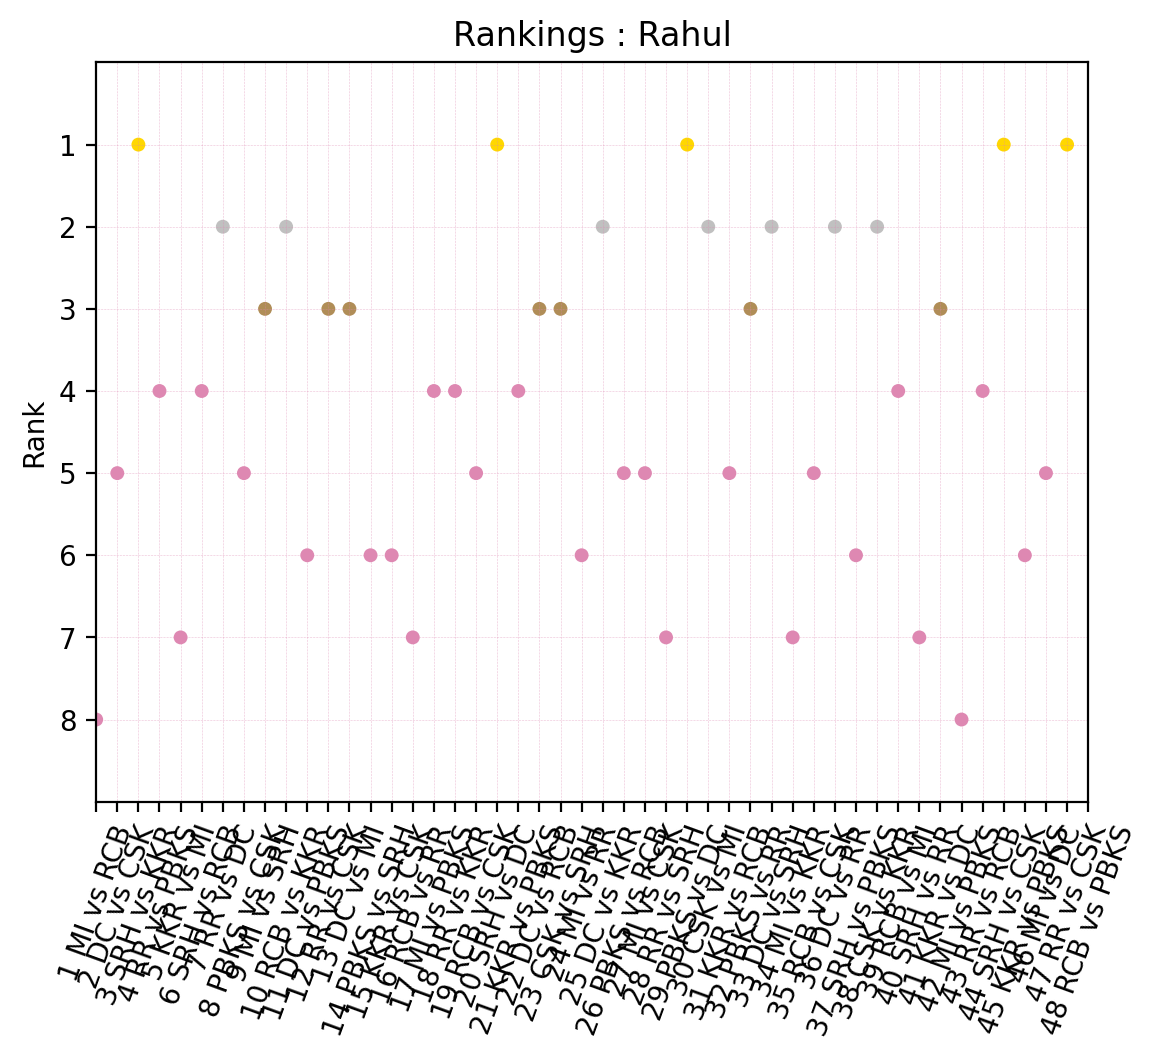 Rankings : Rahul
Rank
1
2
3
4
5
6
7
8
1 MI vs RCB
2 DC vs CSK
3 SRH vs KKR
4 RR vs PBKS
5 KKR vs MI
6 SRH vs RCB
7 RR vs DC
8 PBKS vs CSK
9 MI vs SRH
10 RCB vs KKR
11 DC vs PBKS
12 RR vs CSK
13 DC vs MI
14 PBKS vs SRH
15 KKR vs CSK
16 RCB vs RR
17 MI vs PBKS
18 RR vs KKR
19 RCB vs CSK
20 SRH vs DC
21 KKR vs PBKS
22 DC vs RCB
23 CSK vs SRH
24 MI vs RR
25 DC vs KKR
26 PBKS vs RCB
27 MI vs CSK
28 RR vs SRH
29 PBKS vs DC
30 CSK vs MI
31 KKR vs RCB
32 PBKS vs RR
33 DC vs SRH
34 MI vs KKR
35 RCB vs CSK
36 DC vs RR
37 SRH vs PBKS
38 CSK vs KKR
39 RCB vs MI
40 SRH vs RR
41 KKR vs DC
42 MI vs PBKS
43 RR vs RCB
44 SRH vs CSK
45 KKR vs PBKS
46 MI vs DC
47 RR vs CSK
48 RCB vs PBKS